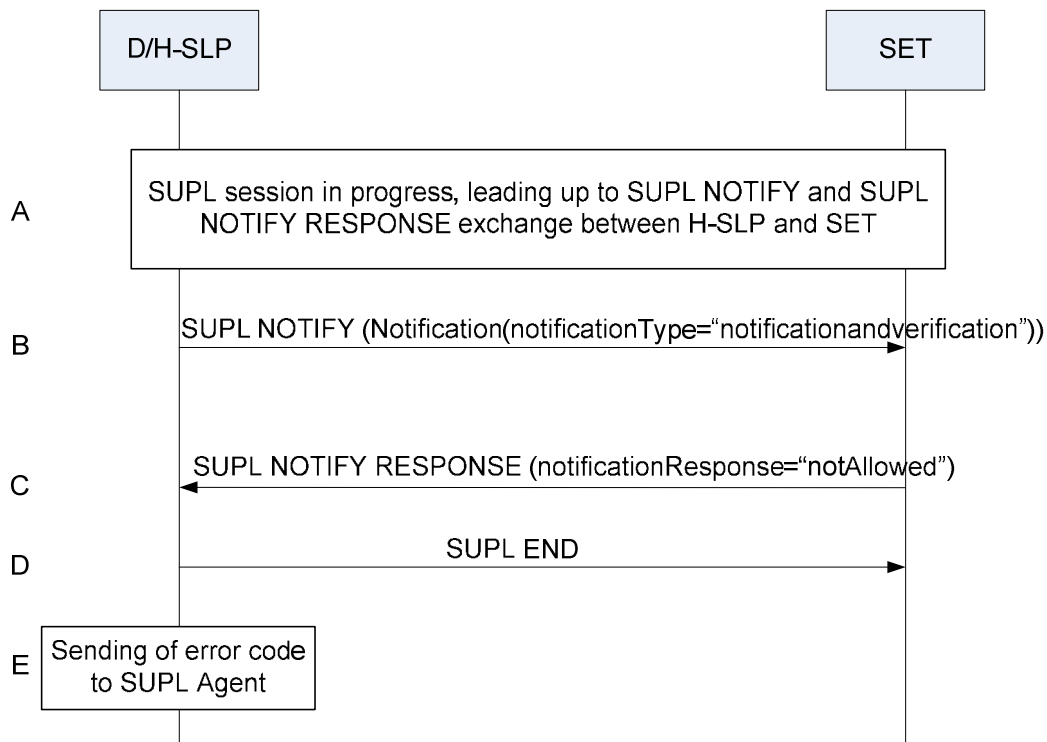 D/H-SLP
SET
A
SUPL session in progress, leading up to SUPL NOTIFY and SUPL
NOTIFY RESPONSE exchange between H-SLP and SET
B
SUPL NOTIFY (Notification(notificationType=“notificationandverification”))
C
SUPL NOTIFY RESPONSE (notificationResponse=“notAllowed”)
D
SUPL END
E
Sending of error code
to SUPL Agent